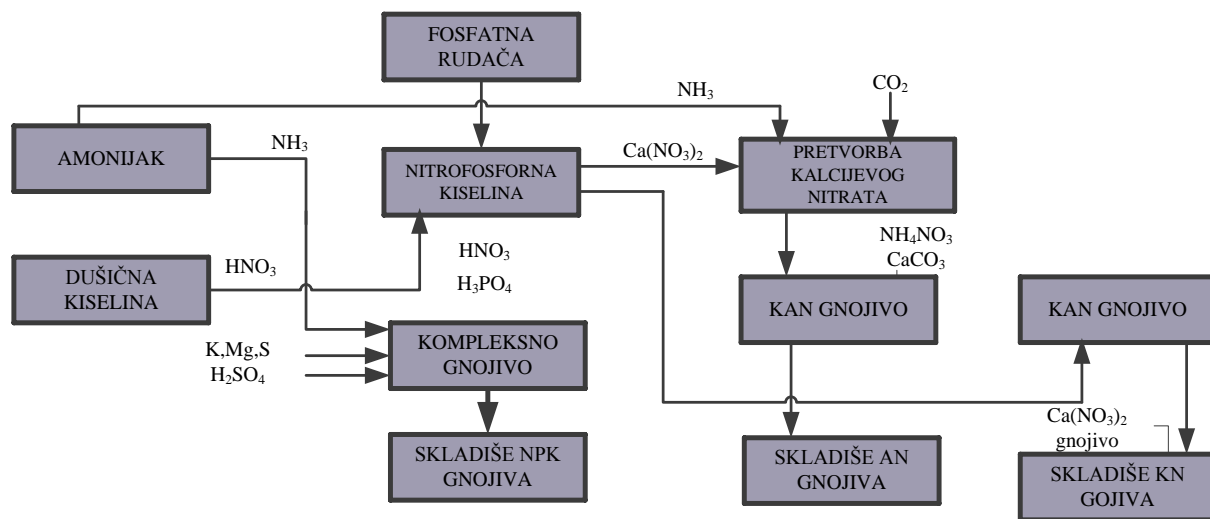 FOSFATNA
RUDAČA
NH₃
CO₂
AMONIJAK
NH₃
NITROFOSFORNA
KISELINA
Ca(NO₃)₂
PRETVORBA
KALCIJEVOG
NITRATA
DUŠIČNA
KISELINA
HNO₃
HNO₃
H₃PO₄
NH₄NO₃
CaCO₃
KAN GNOJIVO
KAN GNOJIVO
K,Mg,S
H₂SO₄
KOMPLEKSNO
GNOJIVO
Ca(NO₃)₂
gnojivo
SKLADIŠE NPK
GNOJIVA
SKLADIŠE AN
GNOJIVA
SKLADIŠE KN
GOJIVA